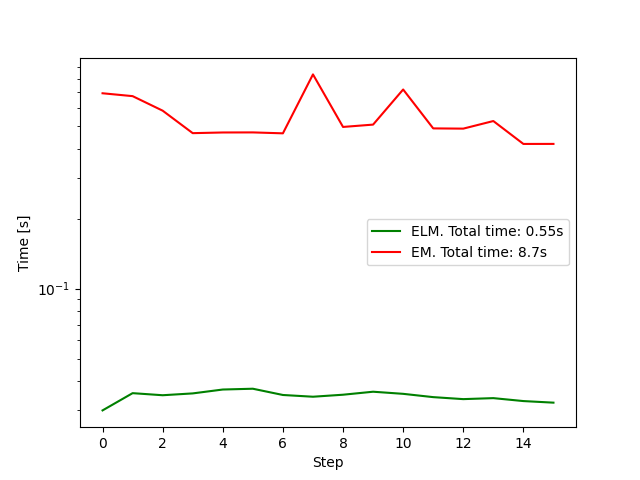 Time [s]
10⁻¹
ELM. Total time: 0.55s
EM. Total time: 8.7s
0 2 4 6 8 10 12 14
Step